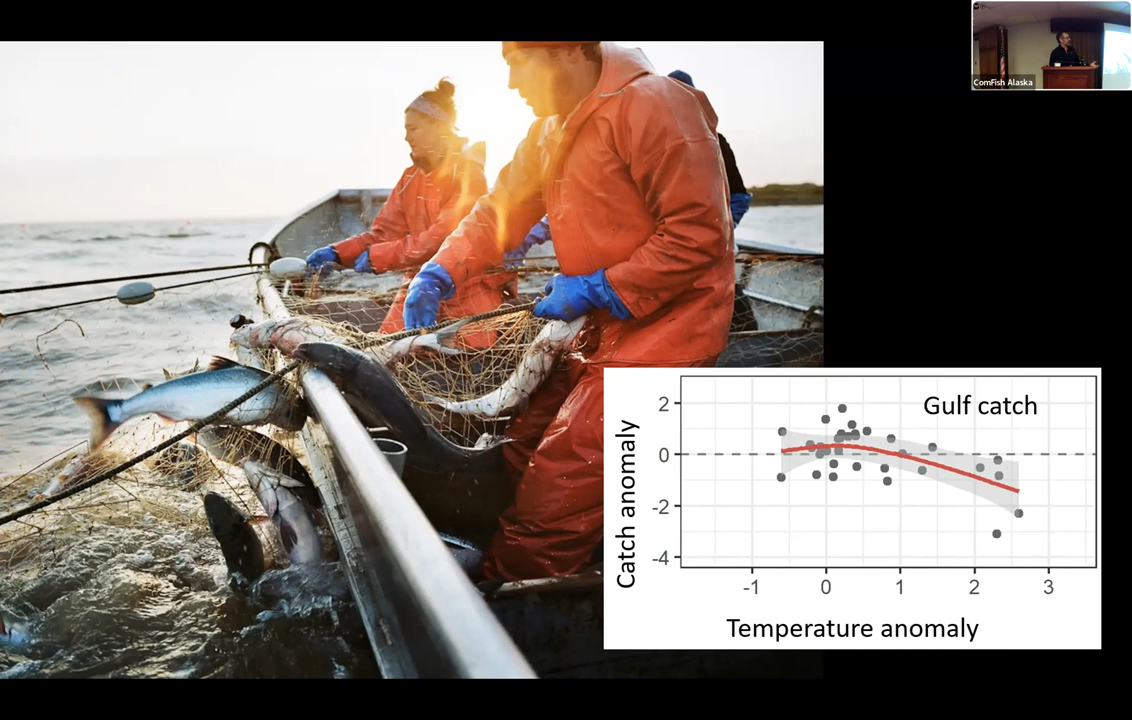 ComFish Alaska
Gulf catch
Catch anomaly
2
0
-2
-4
-1
0
1
2
3
Temperature anomaly